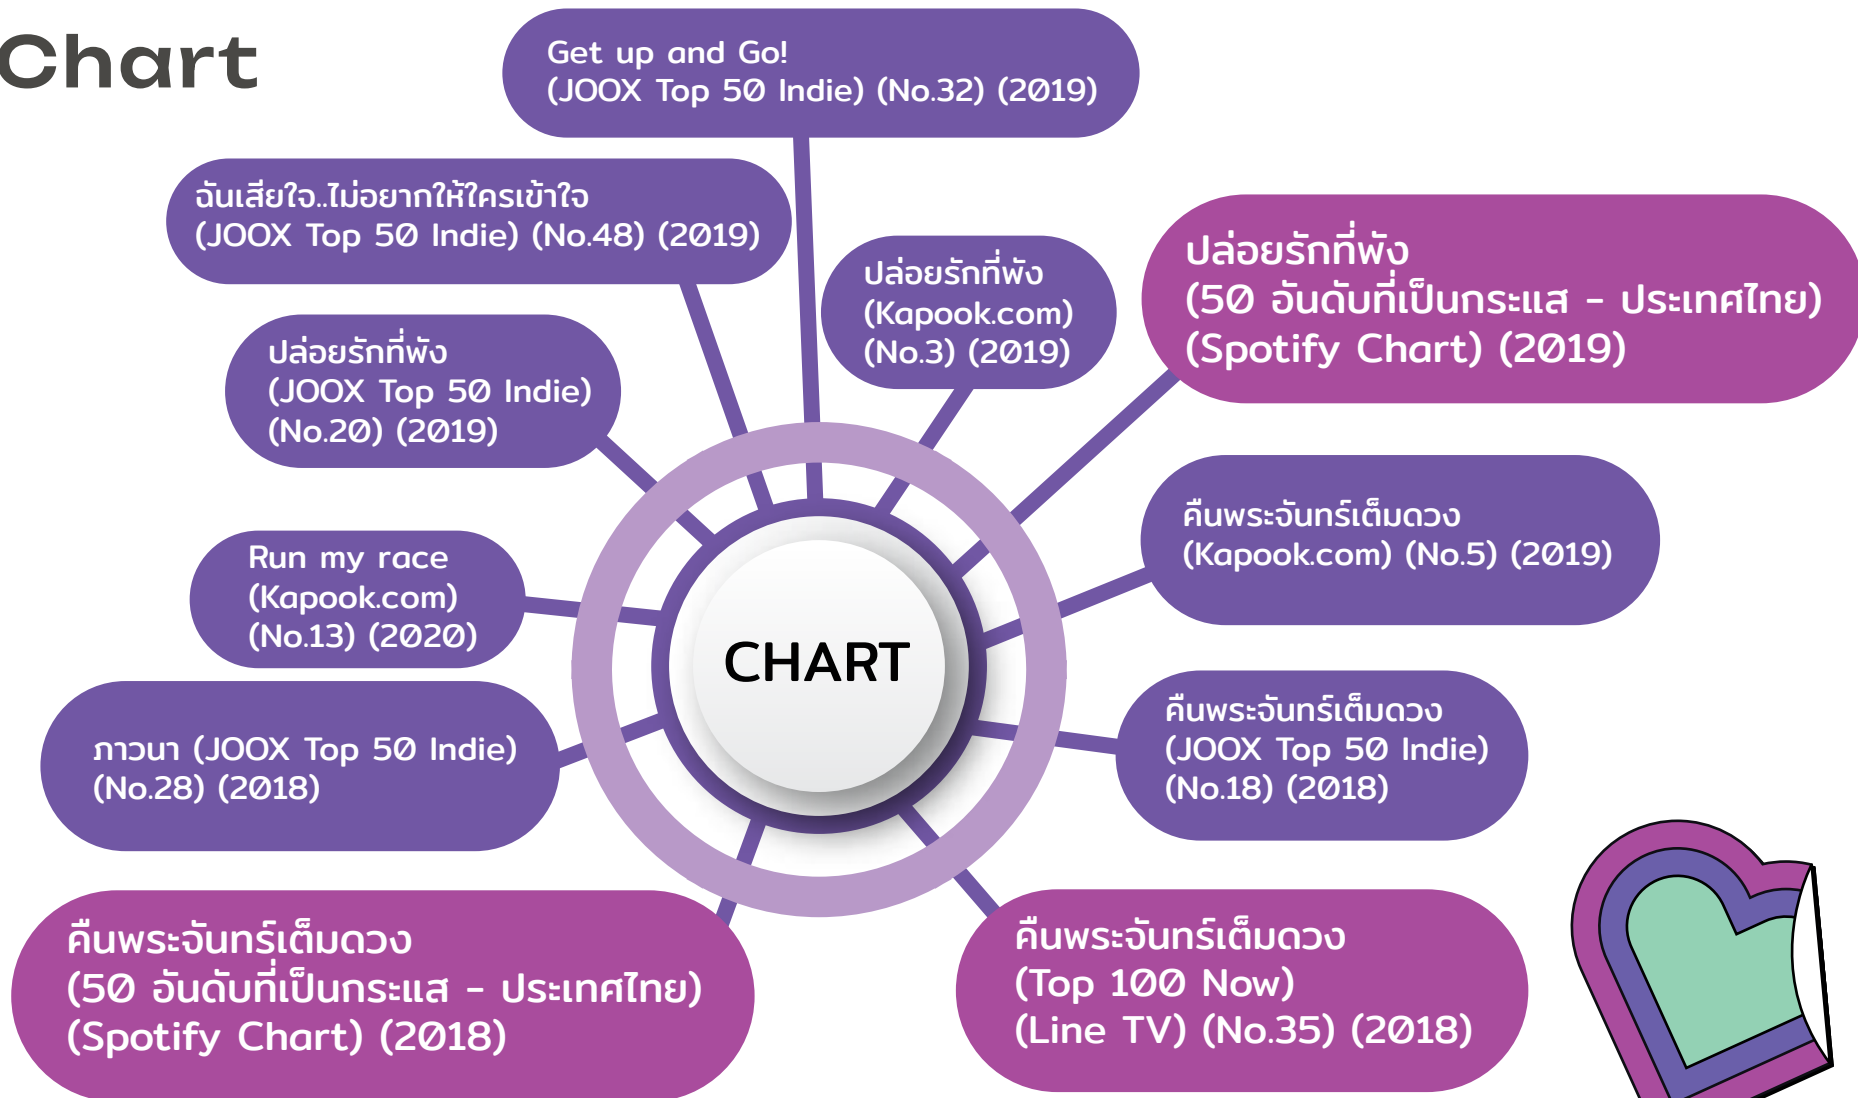 Chart
Get up and Go!
(JOOX Top 50 Indie) (No.32) (2019)
ฉันเสียใจ..ไม่อยากให้ใครเข้าใจ
(JOOX Top 50 Indie) (No.48) (2019)
ปล่อยรักที่พัง
(Kapook.com)
(No.3) (2019)
ปล่อยรักที่พัง
(50 อันดับที่เป็นกระแส - ประเทศไทย)
(Spotify Chart) (2019)
ปล่อยรักที่พัง
(JOOX Top 50 Indie)
(No.20) (2019)
คืนพระจันทร์เต็มดวง
(Kapook.com) (No.5) (2019)
Run my race
(Kapook.com)
(No.13) (2020)
CHART
คืนพระจันทร์เต็มดวง
(JOOX Top 50 Indie)
(No.18) (2018)
ภาวนา (JOOX Top 50 Indie)
(No.28) (2018)
คืนพระจันทร์เต็มดวง
(50 อันดับที่เป็นกระแส - ประเทศไทย)
(Spotify Chart) (2018)
คืนพระจันทร์เต็มดวง
(Top 100 Now)
(Line TV) (No.35) (2018)